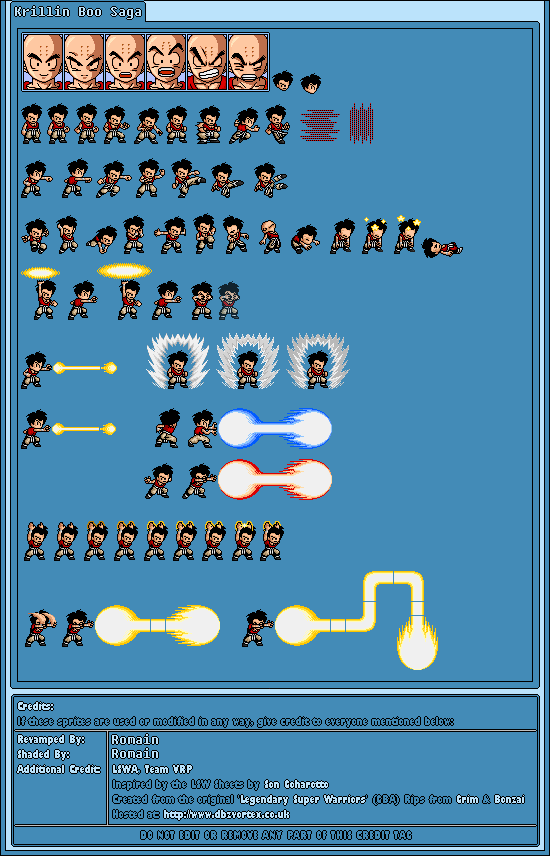 Krillin Boo Saga
Credits:
If these sprites are used or modified in any way, give credit to everyone mentioned below:
Revamped By: Romain
Shaded By: Romain
Additional Credit: LSWA, Team VRP
Inspired by the LSW Sheets by Son Goharotto
Created from the original 'Legendary Super Warriors' (GBA) Rips from Grim & Bonzai
Hosted at: http://www.dbzvortex.co.uk
DO NOT EDIT OR REMOVE ANY PART OF THIS CREDIT TAG